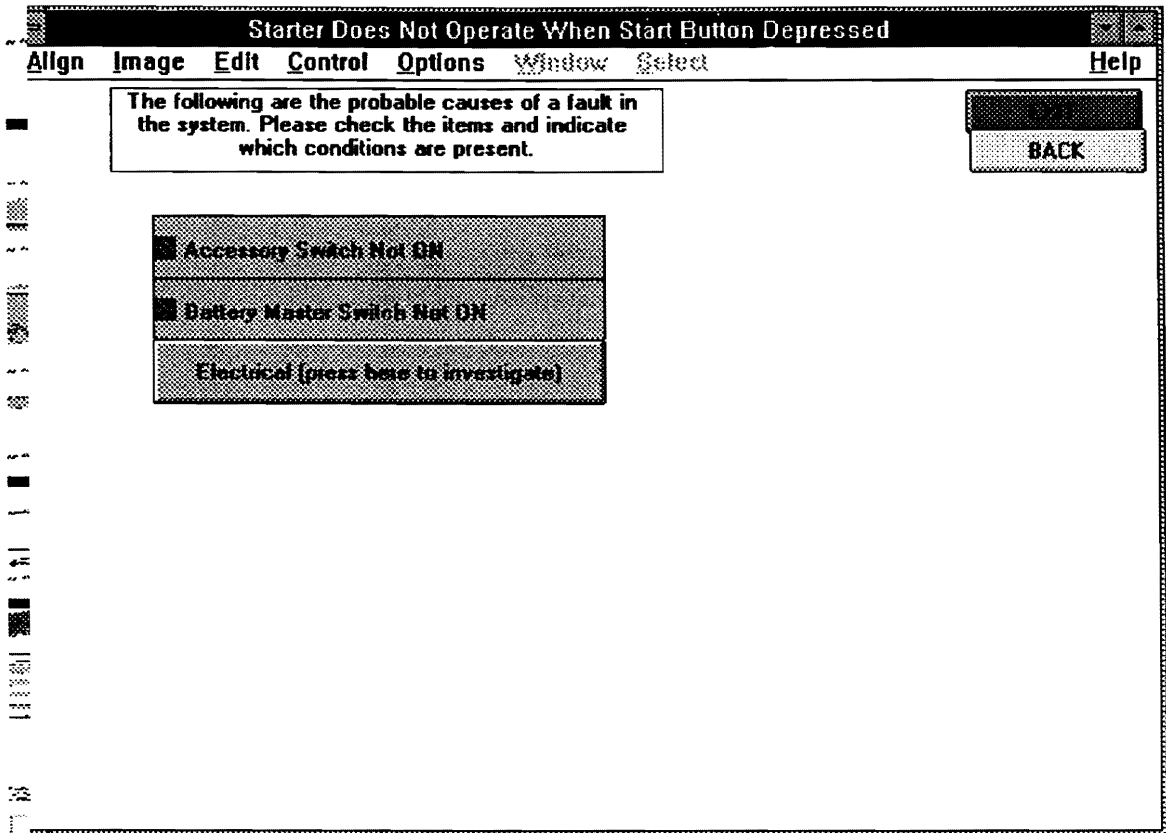 Starter Does Not Operate When Start Button Depressed
Align Image Edit Control Options Window Select Help
The following are the probable causes of a fault in
the system. Please check the items and indicate
which conditions are present.
EXIT
BACK
Accessory Switch Not ON
Battery Master Switch Not ON
Electrical (press here to investigate)